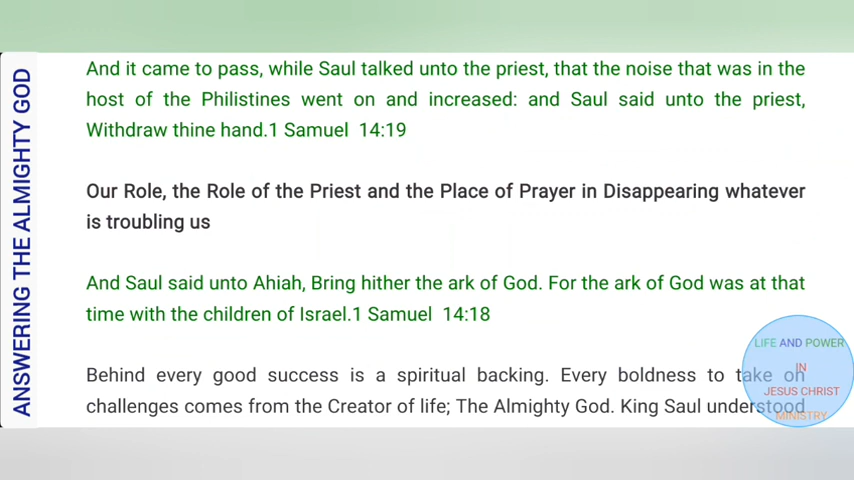 ANSWERING THE ALMIGHTY GOD
And it came to pass, while Saul talked unto the priest, that the noise that was in the
host of the Philistines went on and increased: and Saul said unto the priest,
Withdraw thine hand.1 Samuel 14:19
Our Role, the Role of the Priest and the Place of Prayer in Disappearing whatever
is troubling us
And Saul said unto Ahiah, Bring hither the ark of God. For the ark of God was at that
time with the children of Israel.1 Samuel 14:18
Behind every good success is a spiritual backing. Every boldness to take on
challenges comes from the Creator of life; The Almighty God. King Saul understood
LIFE AND POWER
IN
JESUS CHRIST
MINISTRY